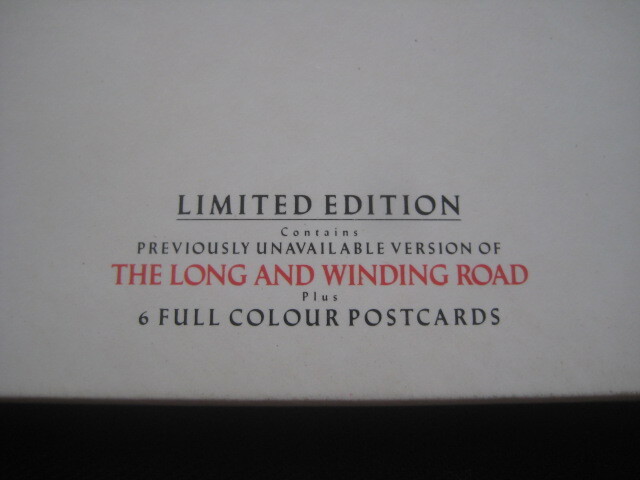 LIMITED EDITION
Contains
PREVIOUSLY UNAVAILABLE VERSION OF
THE LONG AND WINDING ROAD
Plus
6 FULL COLOUR POSTCARDS